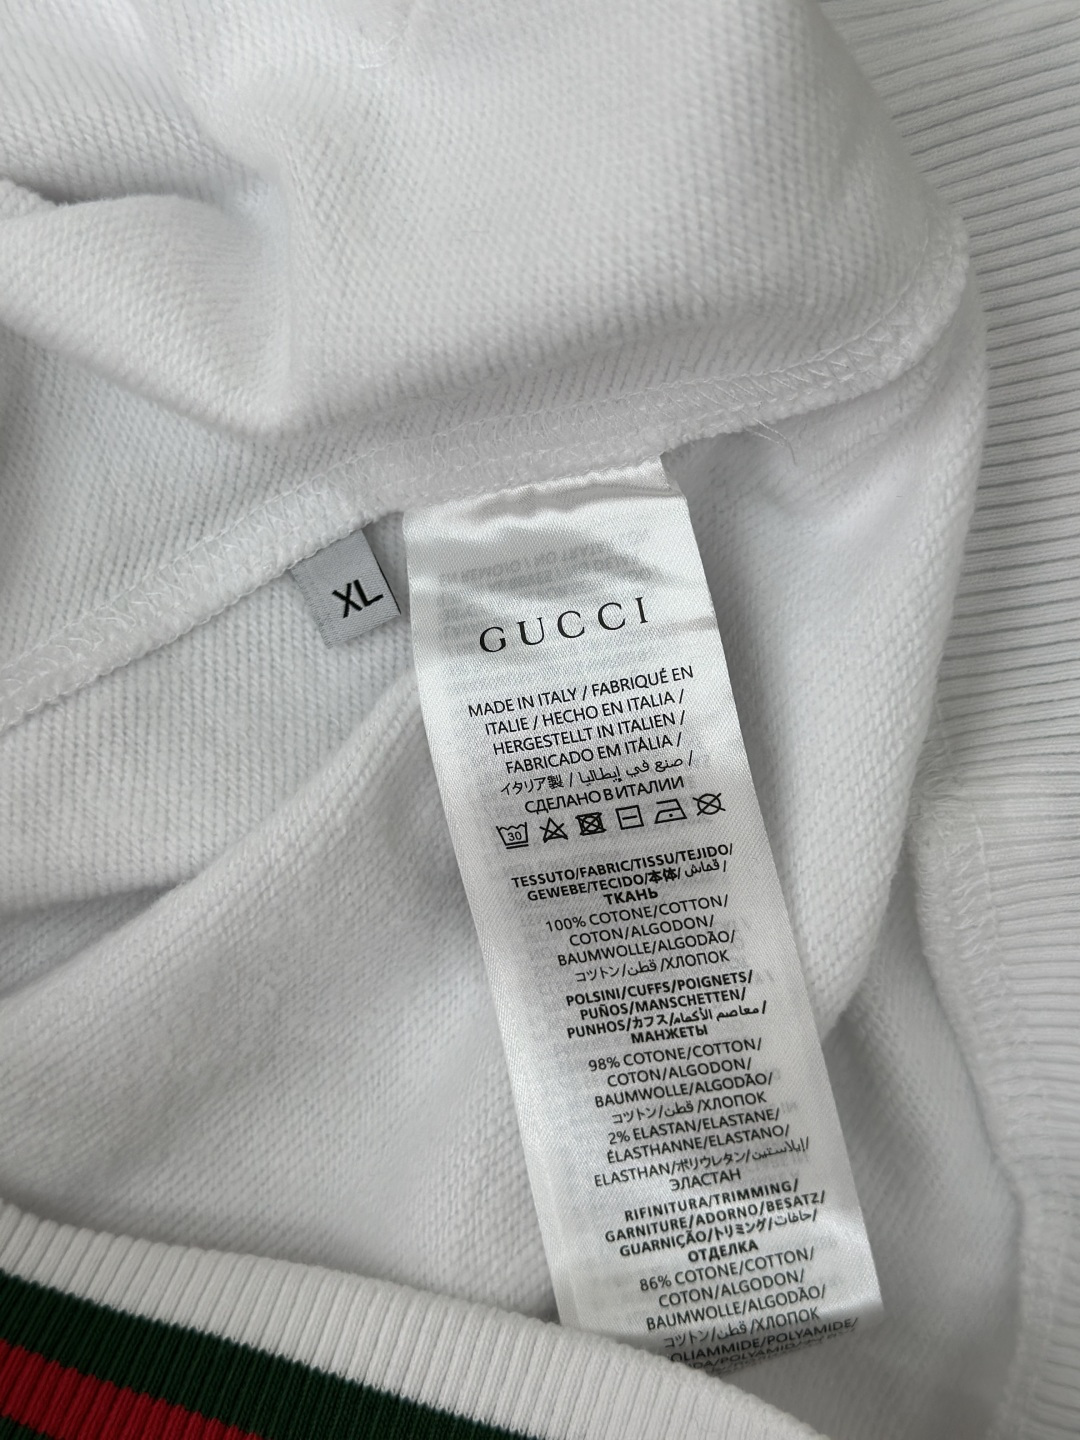 XL
GUCCI
MADE IN ITALY / FABRIQUÉ EN
ITALIE / HECHO EN ITALIA /
HERGESTELLT IN ITALIEN /
FABRICADO EM ITÁLIA /
イタリア製 / صنع في إيطاليا /
СДЕЛАНО В ИТАЛИИ
30
TESSUTO/FABRIC/TISSU/TEJIDO/
GEWEBE/TECIDO/本体/قماش/
ТКАНЬ
100% COTONE/COTTON/
COTON/ALGODON/
BAUMWOLLE/ALGODÃO/
コットン/قطن/ХЛОПОК
POLSINI/CUFFS/POIGNETS/
PUÑOS/MANSCHETTEN/
PUNHOS/カフス/معاصم الأكمام/
МАНЖЕТЫ
98% COTONE/COTTON/
COTON/ALGODON/
BAUMWOLLE/ALGODÃO/
コットン/قطن/ХЛОПОК
2% ELASTAN/ELASTANE/
ÉLASTHANNE/ELASTANO/
ELASTHAN/ポリウレタン/إيلاستين/
ЭЛАСТАН
RIFINITURA/TRIMMING/
GARNITURE/ADORNO/BESATZ/
GUARNIÇÃO/トリミング/حافات/
ОТДЕЛКА
86% COTONE/COTTON/
COTON/ALGODON/
BAUMWOLLE/ALGODÃO/
コットン/قطن/ХЛОПОК
OLIAMMIDE/POLYAMIDE/